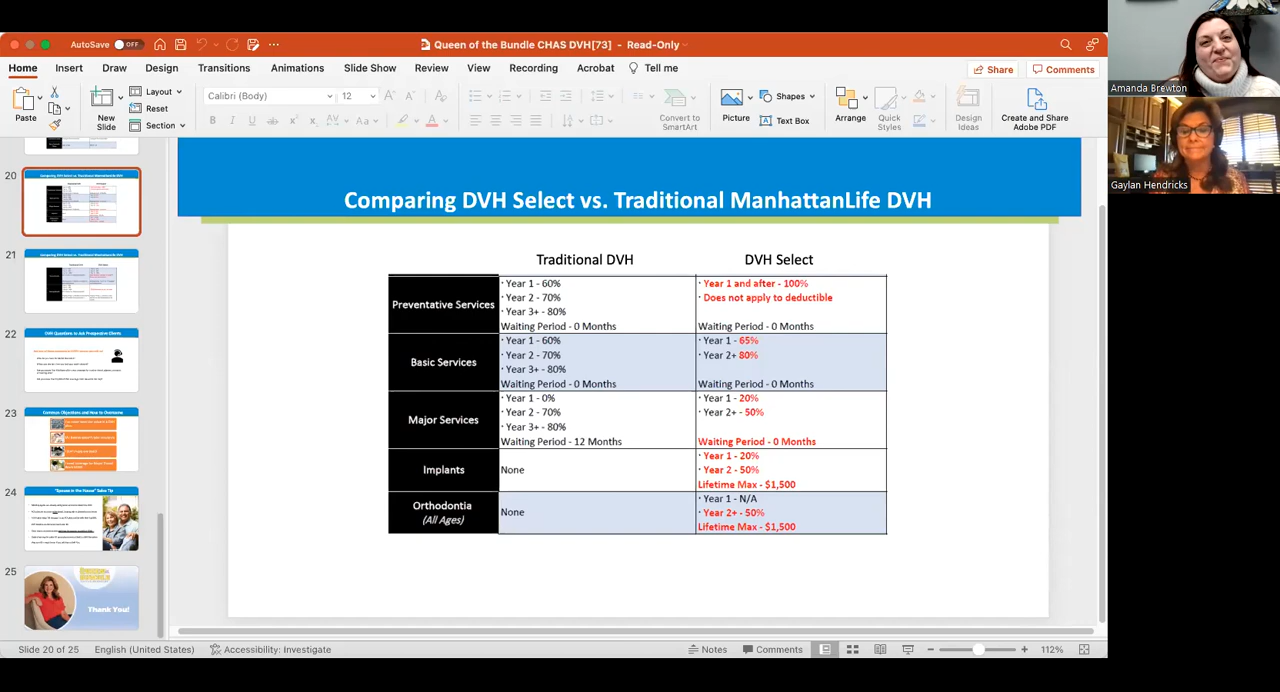 AutoSave OFF
Queen of the Bundle CHAS DVH[73] - Read-Only
Home Insert Draw Design Transitions Animations Slide Show Review View Recording Acrobat Tell me
Share Comments
Paste
New
Slide
Layout
Reset
Section
Calibri (Body) 12
Convert to
SmartArt
Picture
Shapes
Text Box
Arrange
Quick
Styles
Design
Ideas
Create and Share
Adobe PDF
Amanda Brewton
Gaylan Hendricks
20
21
22
23
24
25
Thank You!
Comparing DVH Select vs. Traditional ManhattanLife DVH
Traditional DVH DVH Select
Preventative Services
· Year 1 - 60%
· Year 2 - 70%
· Year 3+ - 80%
Waiting Period - 0 Months
· Year 1 and after - 100%
· Does not apply to deductible
Waiting Period - 0 Months
Basic Services
· Year 1 - 60%
· Year 2 - 70%
· Year 3+ - 80%
Waiting Period - 0 Months
· Year 1 - 65%
· Year 2+ 80%
Waiting Period - 0 Months
Major Services
· Year 1 - 0%
· Year 2 - 70%
· Year 3+ - 80%
Waiting Period - 12 Months
· Year 1 - 20%
· Year 2+ - 50%
Waiting Period - 0 Months
Implants
None
· Year 1 - 20%
· Year 2 - 50%
Lifetime Max - $1,500
Orthodontia
(All Ages)
None
· Year 1 - N/A
· Year 2+ - 50%
Lifetime Max - $1,500
Slide 20 of 25 English (United States) Accessibility: Investigate Notes Comments 112%